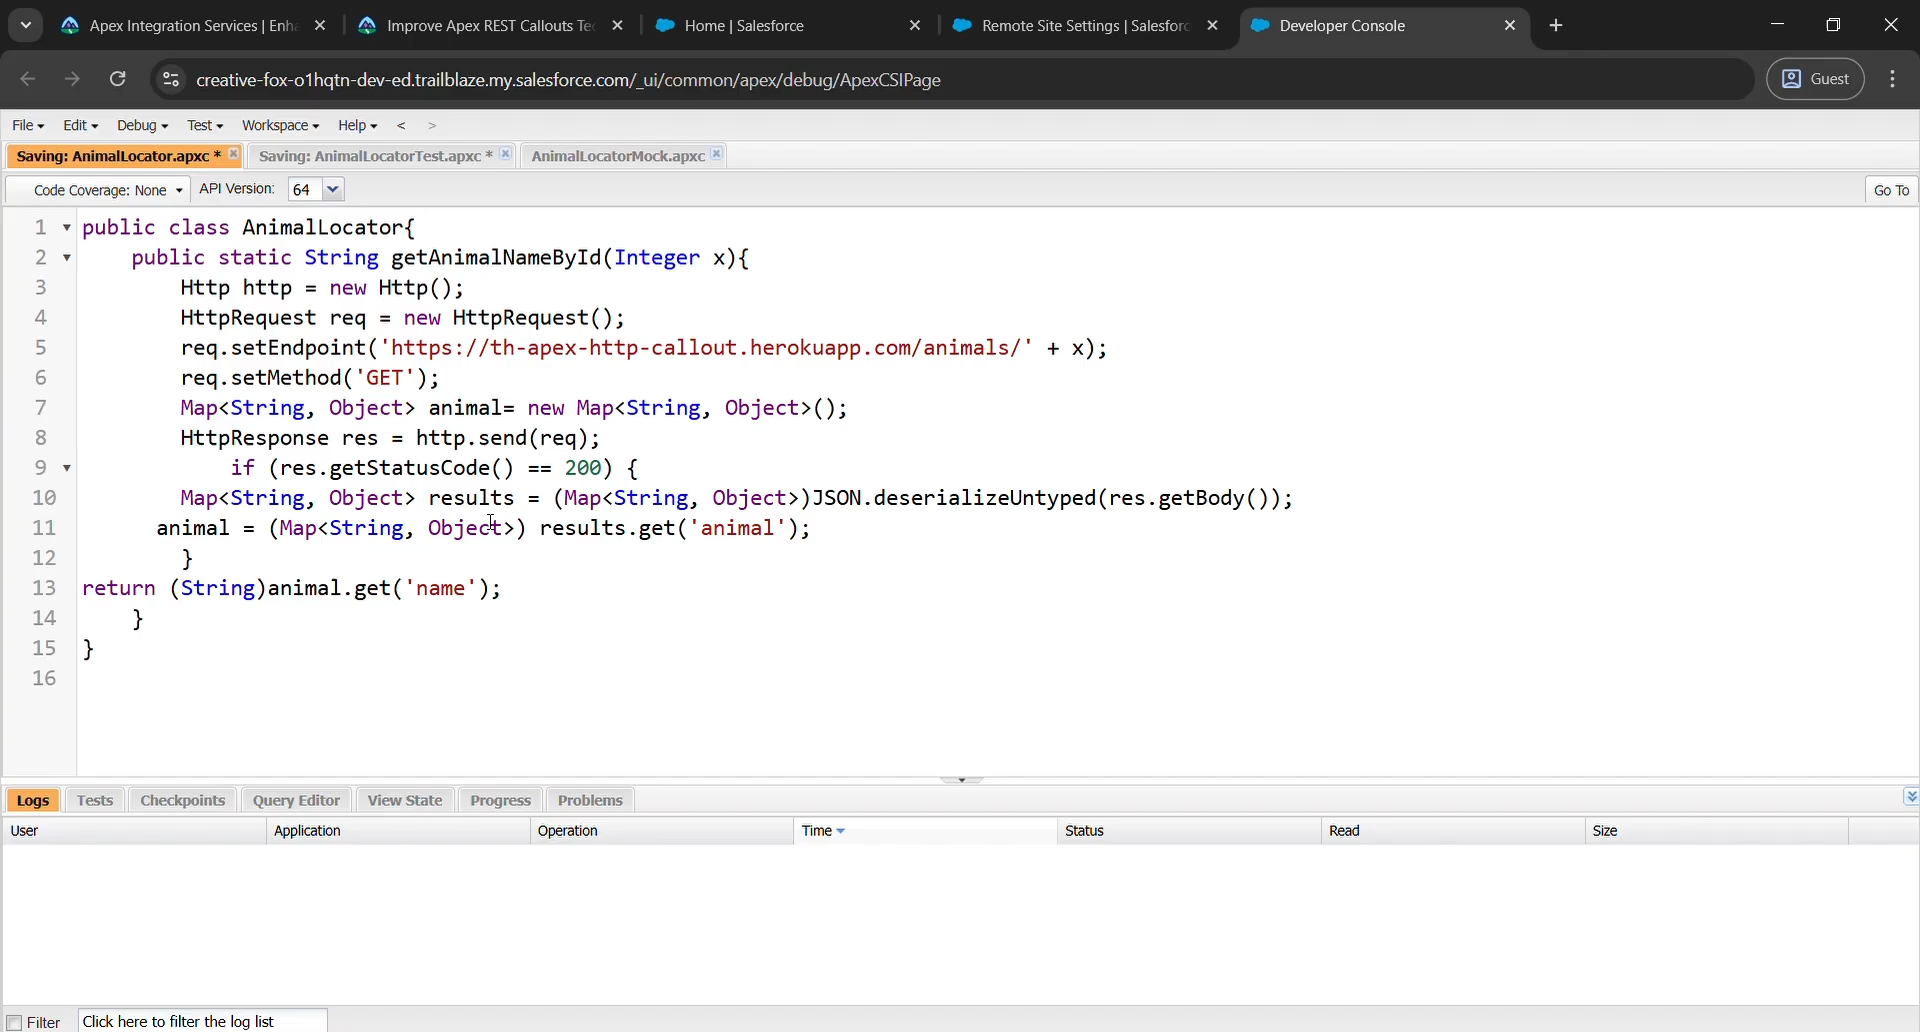 Apex Integration Services | Enha
Improve Apex REST Callouts Tec
Home | Salesforce
Remote Site Settings | Salesforc
Developer Console
creative-fox-o1hqtn-dev-ed.trailblaze.my.salesforce.com/_ui/common/apex/debug/ApexCSIPage
Guest
File Edit Debug Test Workspace Help < >
Saving: AnimalLocator.apxc *
Saving: AnimalLocatorTest.apxc *
AnimalLocatorMock.apxc
Code Coverage: None
API Version: 64
Go To
1 public class AnimalLocator{
2 public static String getAnimalNameById(Integer x){
3 Http http = new Http();
4 HttpRequest req = new HttpRequest();
5 req.setEndpoint('https://th-apex-http-callout.herokuapp.com/animals/' + x);
6 req.setMethod('GET');
7 Map<String, Object> animal= new Map<String, Object>();
8 HttpResponse res = http.send(req);
9 if (res.getStatusCode() == 200) {
10 Map<String, Object> results = (Map<String, Object>)JSON.deserializeUntyped(res.getBody());
11 animal = (Map<String, Object>) results.get('animal');
12 }
13 return (String)animal.get('name');
14 }
15 }
16
Logs Tests Checkpoints Query Editor View State Progress Problems
User Application Operation Time Status Read Size
Filter Click here to filter the log list